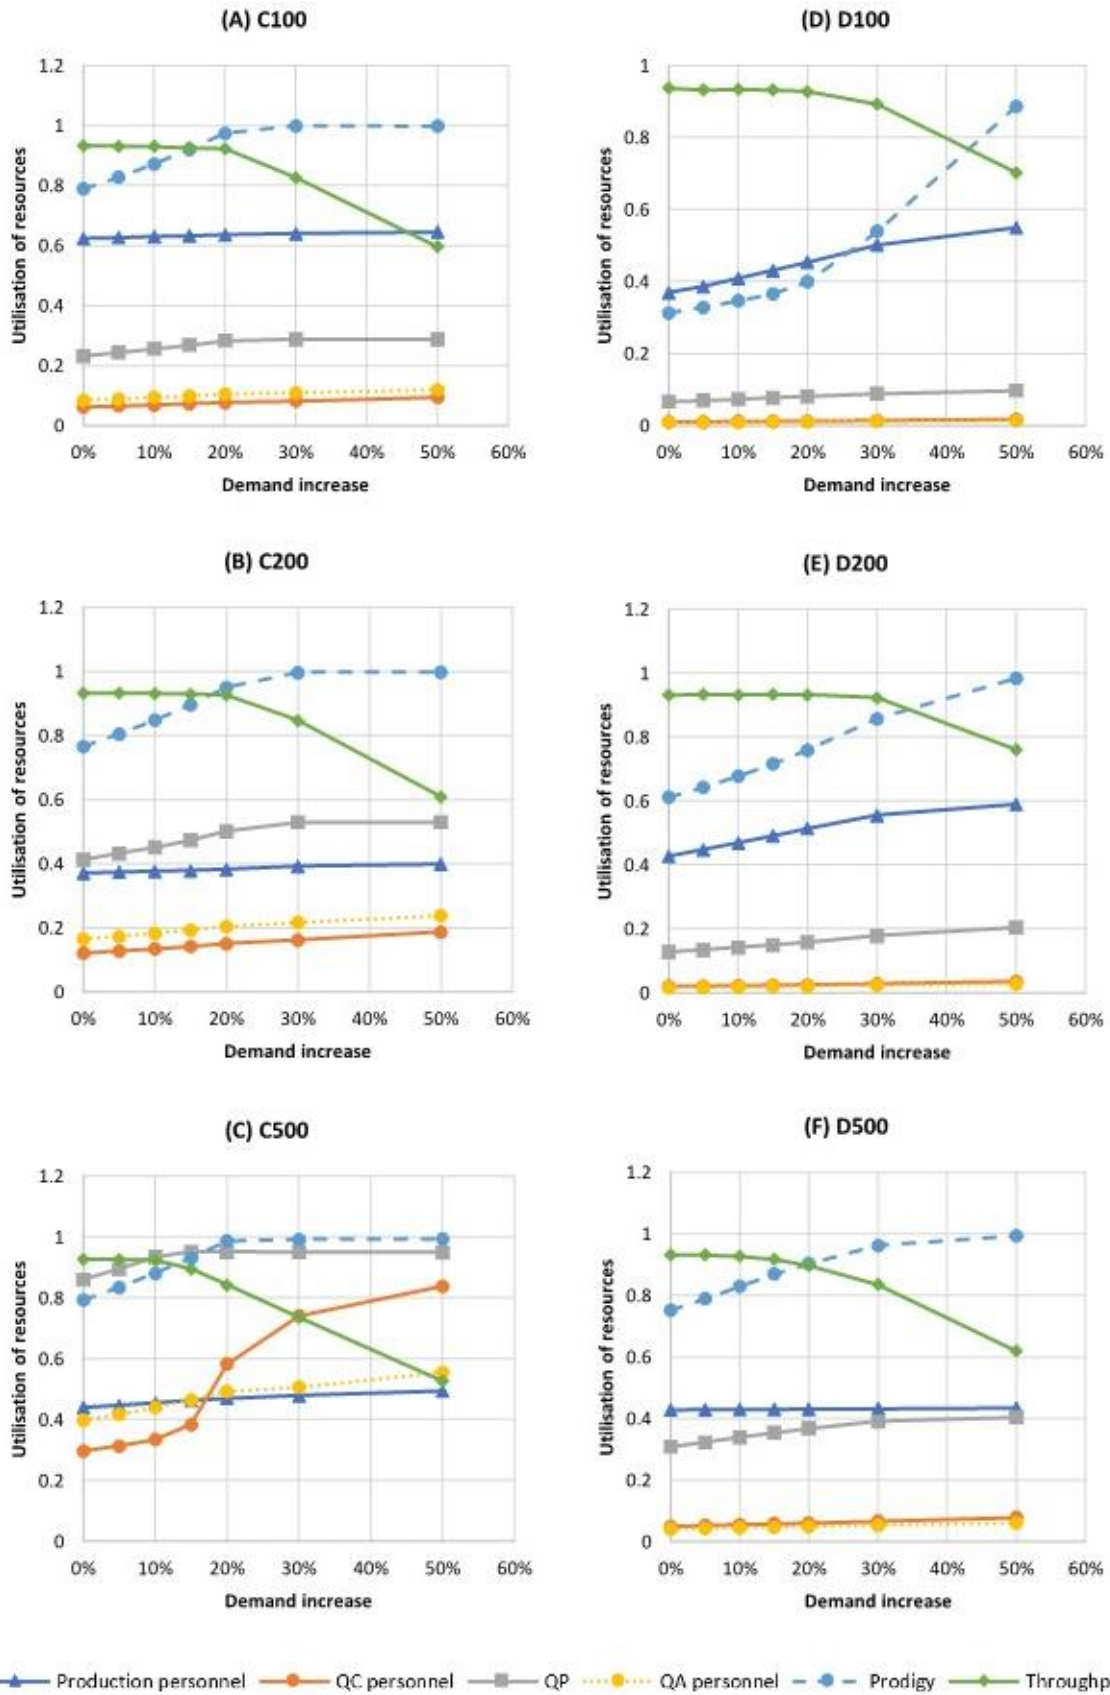 (A) C100
1.2
1
0.8
0.6
0.4
0.2
0
Utilisation of resources
0% 10% 20% 30% 40% 50% 60%
Demand increase
(D) D100
1
0.8
0.6
0.4
0.2
0
Utilisation of resources
0% 10% 20% 30% 40% 50% 60%
Demand increase
(B) C200
1.2
1
0.8
0.6
0.4
0.2
0
Utilisation of resources
0% 10% 20% 30% 40% 50% 60%
Demand increase
(E) D200
1.2
1
0.8
0.6
0.4
0.2
0
Utilisation of resources
0% 10% 20% 30% 40% 50% 60%
Demand increase
(C) C500
1.2
1
0.8
0.6
0.4
0.2
0
Utilisation of resources
0% 10% 20% 30% 40% 50% 60%
Demand increase
(F) D500
1.2
1
0.8
0.6
0.4
0.2
0
Utilisation of resources
0% 10% 20% 30% 40% 50% 60%
Demand increase
Production personnel QC personnel QP QA personnel Prodigy Throughp